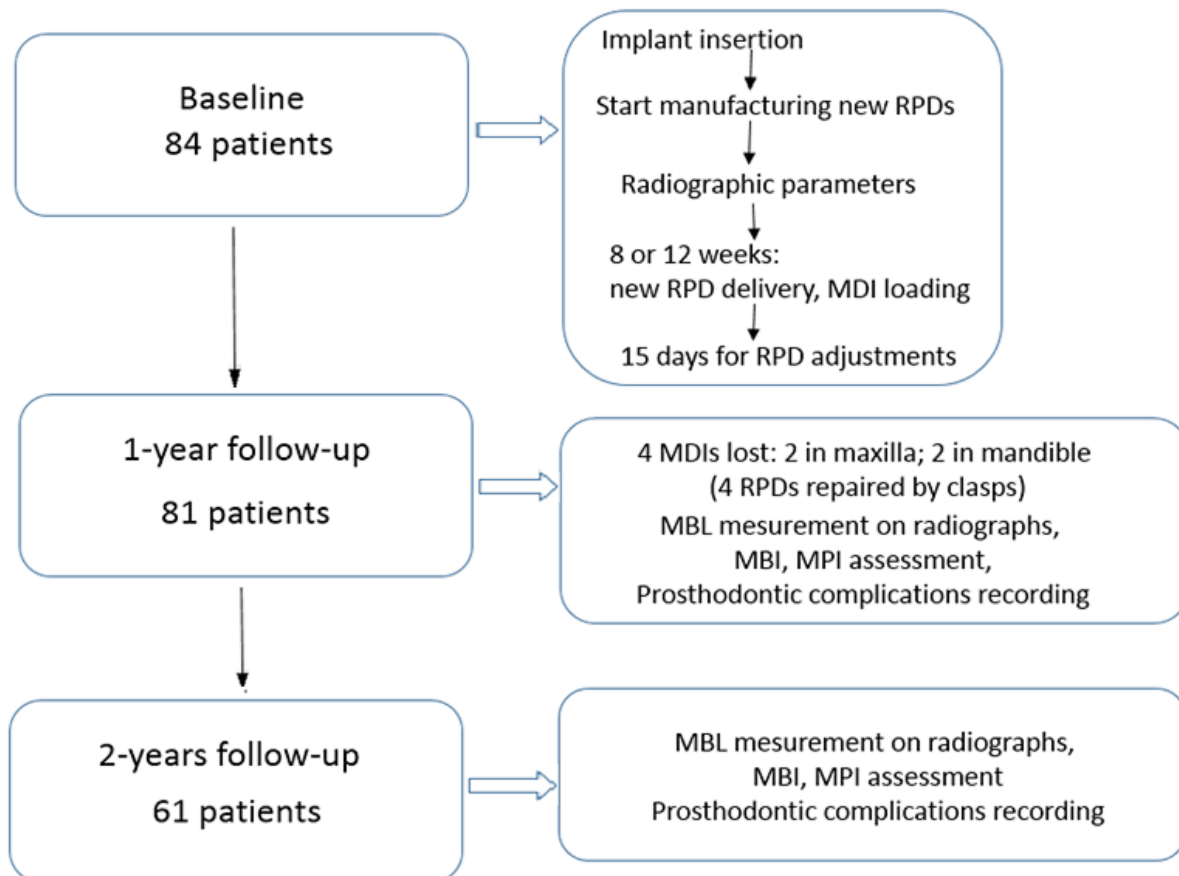 Baseline
84 patients
Implant insertion
Start manufacturing new RPDs
Radiographic parameters
8 or 12 weeks:
new RPD delivery, MDI loading
15 days for RPD adjustments
1-year follow-up
81 patients
4 MDIs lost: 2 in maxilla; 2 in mandible
(4 RPDs repaired by clasps)
MBL mesurement on radiographs,
MBI, MPI assessment,
Prosthodontic complications recording
2-years follow-up
61 patients
MBL mesurement on radiographs,
MBI, MPI assessment
Prosthodontic complications recording